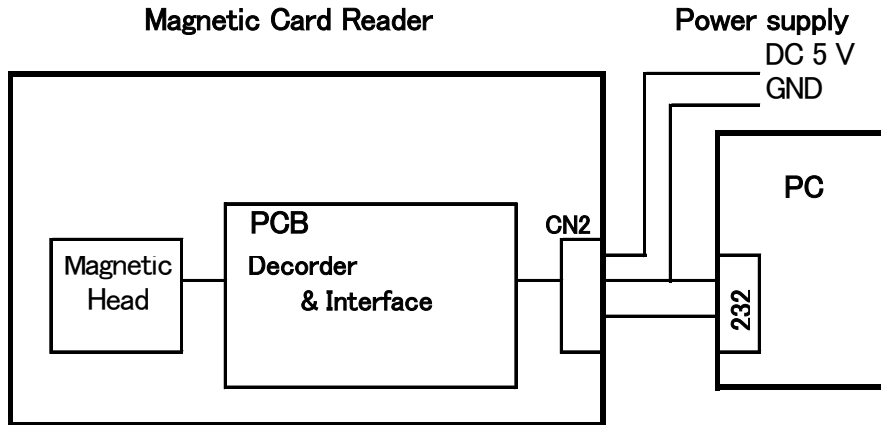 Magnetic Card Reader
Power supply
DC 5 V
GND
PC
PCB
CN2
Magnetic
Head
Decorder
& Interface
232